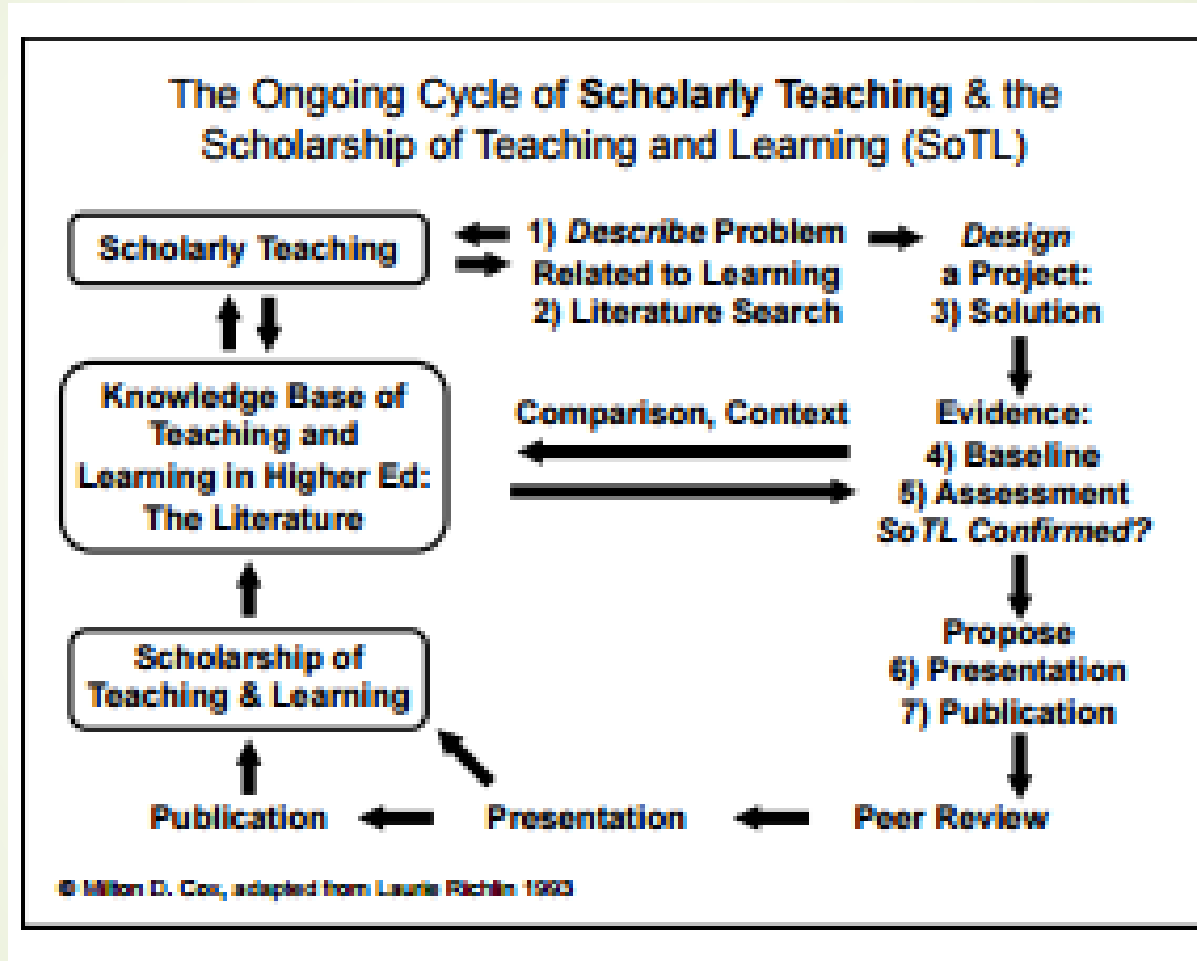 The Ongoing Cycle of Scholarly Teaching & the
Scholarship of Teaching and Learning (SoTL)
Scholarly Teaching
1) Describe Problem
Related to Learning
2) Literature Search
Design
a Project:
3) Solution
Knowledge Base of
Teaching and
Learning in Higher Ed:
The Literature
Comparison, Context
Evidence:
4) Baseline
5) Assessment
SoTL Confirmed?
Scholarship of
Teaching & Learning
Propose
6) Presentation
7) Publication
Publication
Presentation
Peer Review
© Milton D. Cox, adapted from Laurie Richlin 1993